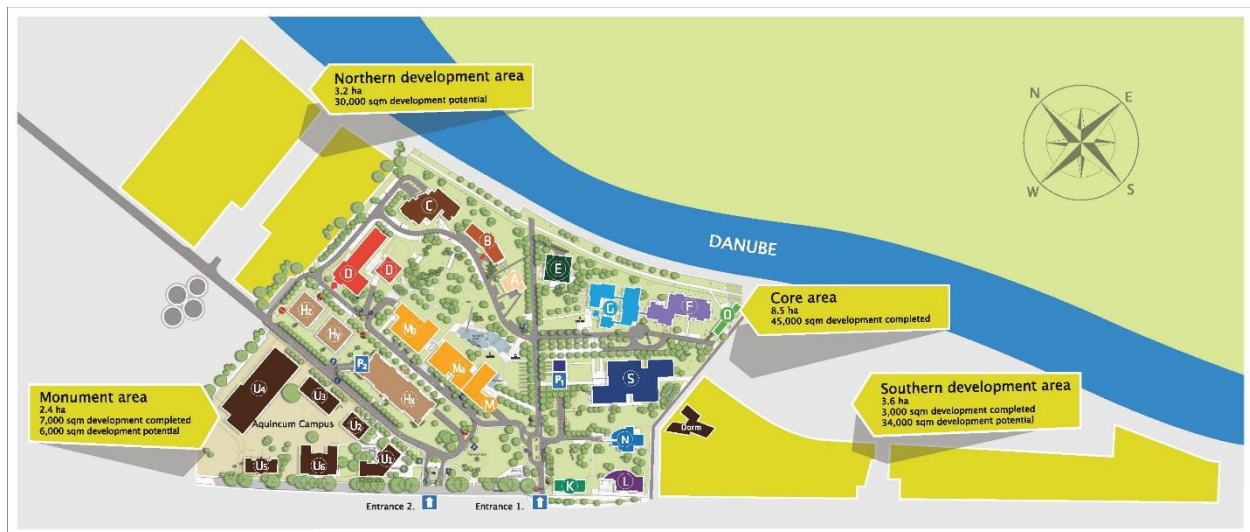 Northern development area
3.2 ha
30,000 sqm development potential
N
E
W
S
DANUBE
C
B
A
E
D
D
G
F
O
Hz
Hy
Mb
Ma
M
P2
Hx
P1
S
Core area
8.5 ha
45,000 sqm development completed
Monument area
2.4 ha
7,000 sqm development completed
6,000 sqm development potential
Southern development area
3.6 ha
3,000 sqm development completed
34,000 sqm development potential
U4
U3
U2
Aquincum Campus
U5
U6
U1
Dorm
N
K
L
Entrance 2.
Entrance 1.